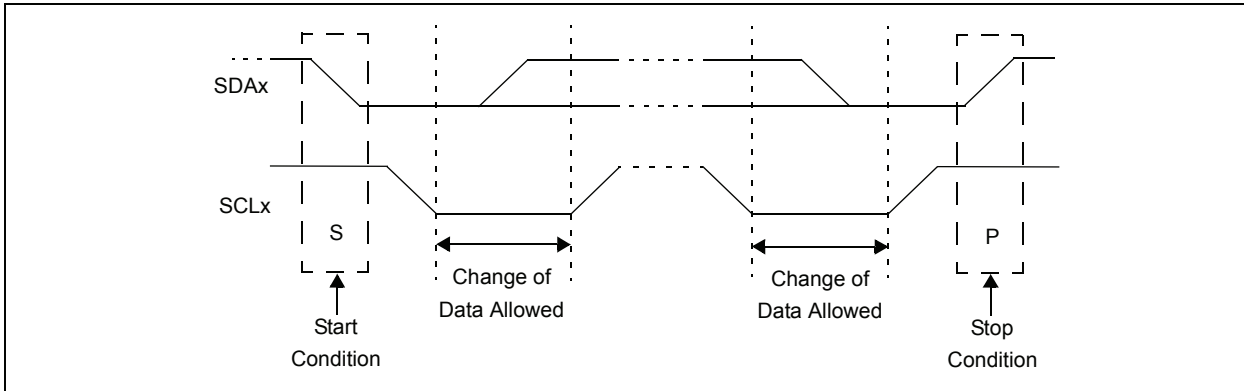 SDAx
SCLx
S
P
Change of
Data Allowed
Change of
Data Allowed
Start
Condition
Stop
Condition